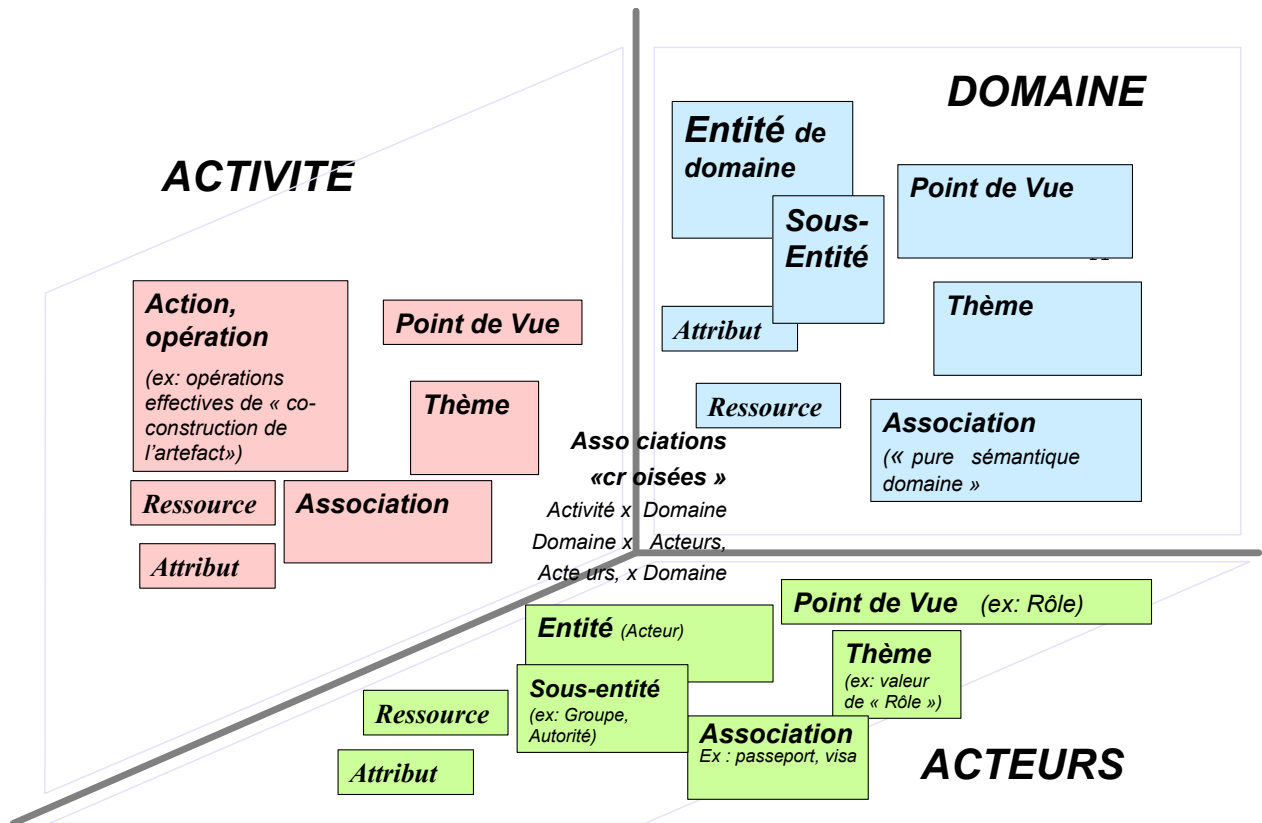 ACTIVITE
Action,
opération
(ex: opérations
effectives de « co-
construction de
l’artefact»)
Point de Vue
Thème
Ressource
Association
Attribut
DOMAINE
Entité de
domaine
Sous-
Entité
Point de Vue
Attribut
Thème
Ressource
Association
(« pure sémantique
domaine »
Asso ciations
«cr oisées »
Activité x Domaine
Domaine x Acteurs,
Acte urs, x Domaine
Point de Vue (ex: Rôle)
Entité (Acteur)
Thème
(ex: valeur
de « Rôle »)
Sous-entité
(ex: Groupe,
Autorité)
Ressource
Association
Ex : passeport, visa
Attribut
ACTEURS